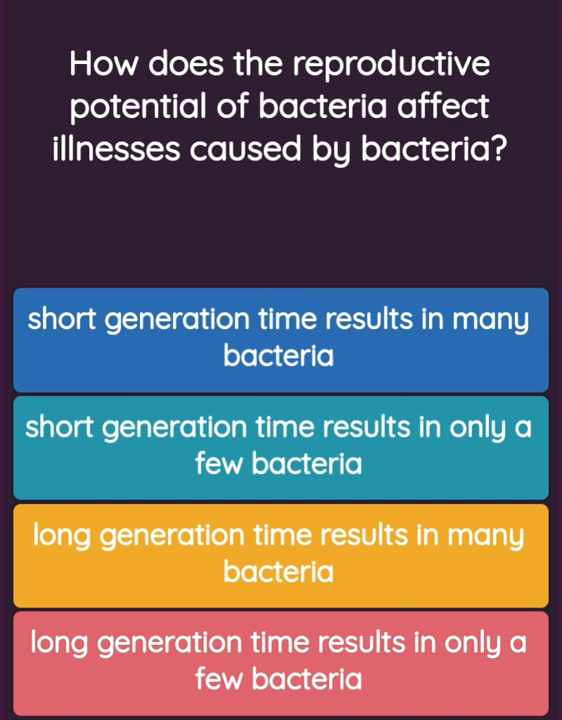 How does the reproductive
potential of bacteria affect
illnesses caused by bacteria?
short generation time results in many
bacteria
short generation time results in only a
few bacteria
long generation time results in many
bacteria
long generation time results in only a
few bacteria